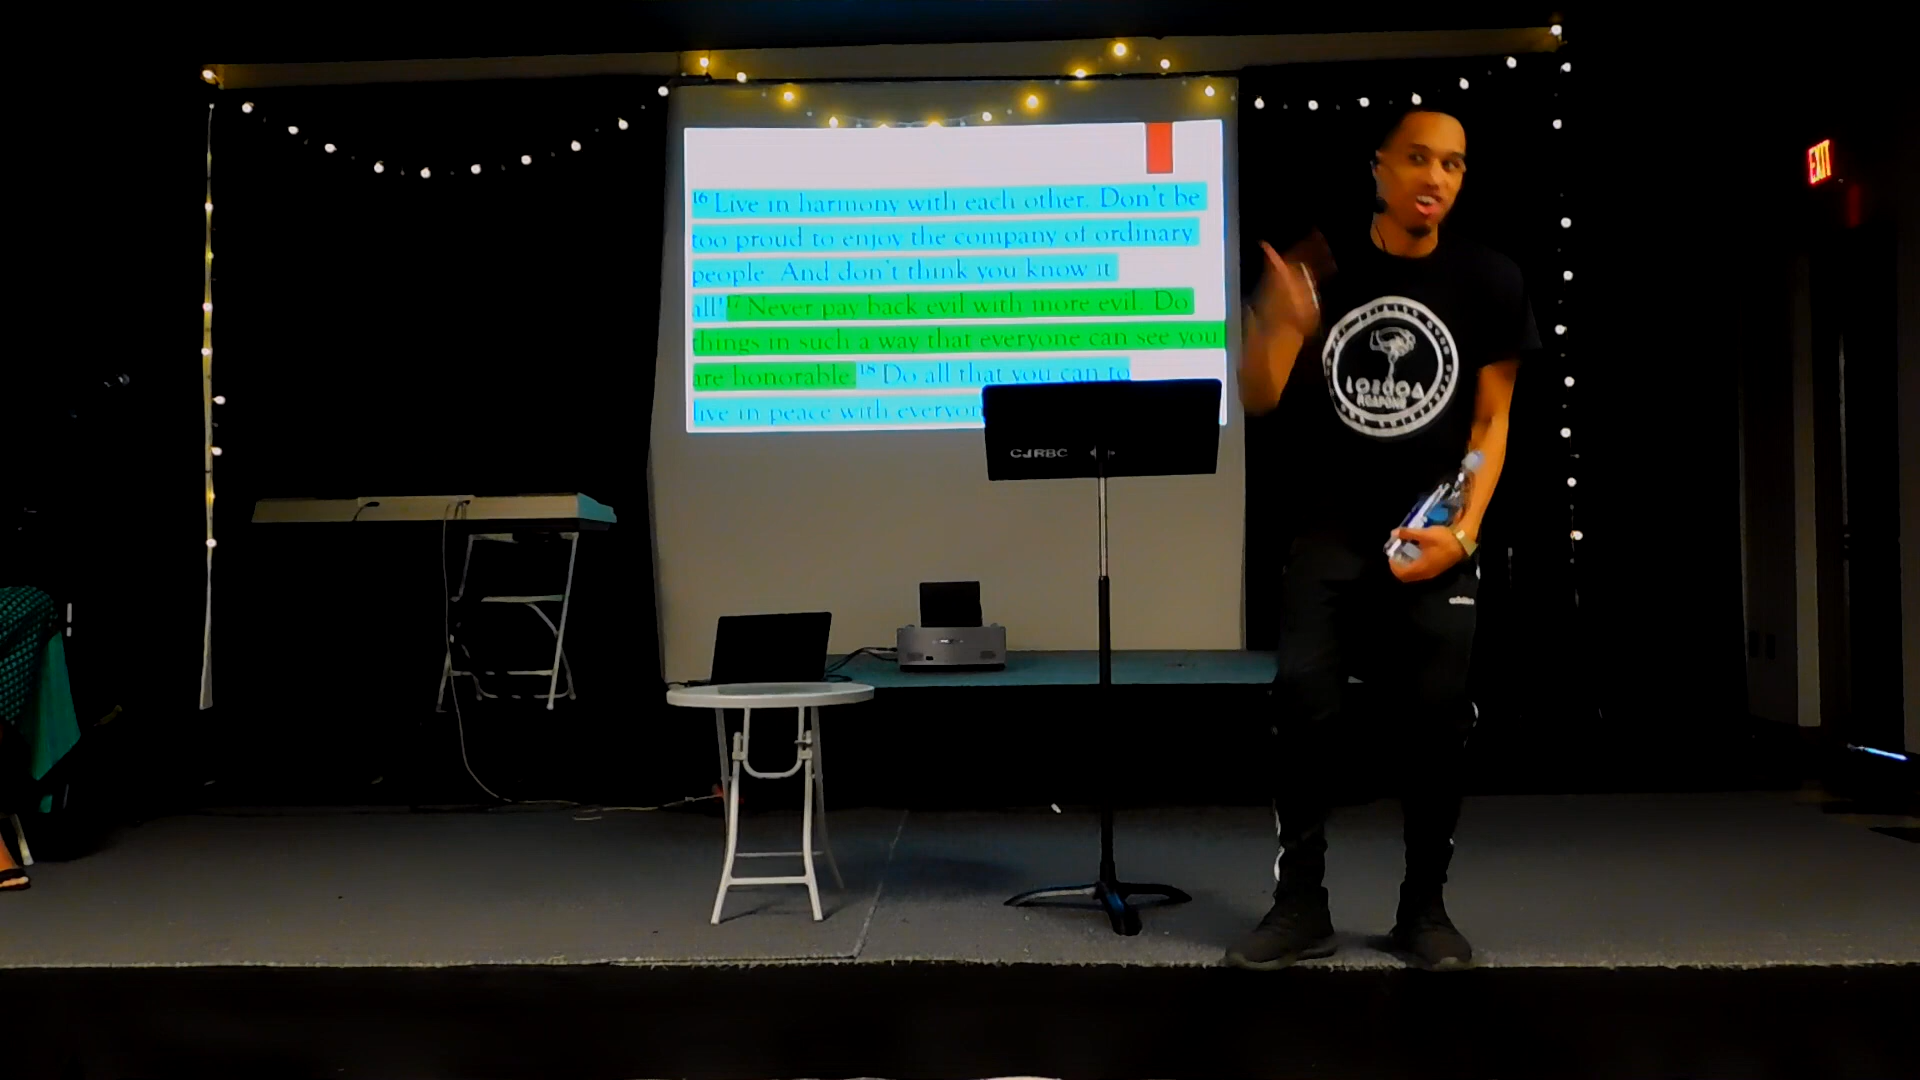 16 Live in harmony with each other. Don't be
too proud to enjoy the company of ordinary
people. And don't think you know it
all! 17 Never pay back evil with more evil. Do
things in such a way that everyone can see you
are honorable. 18 Do all that you can to
live in peace with everyon
CJRBC
EXIT
adidas